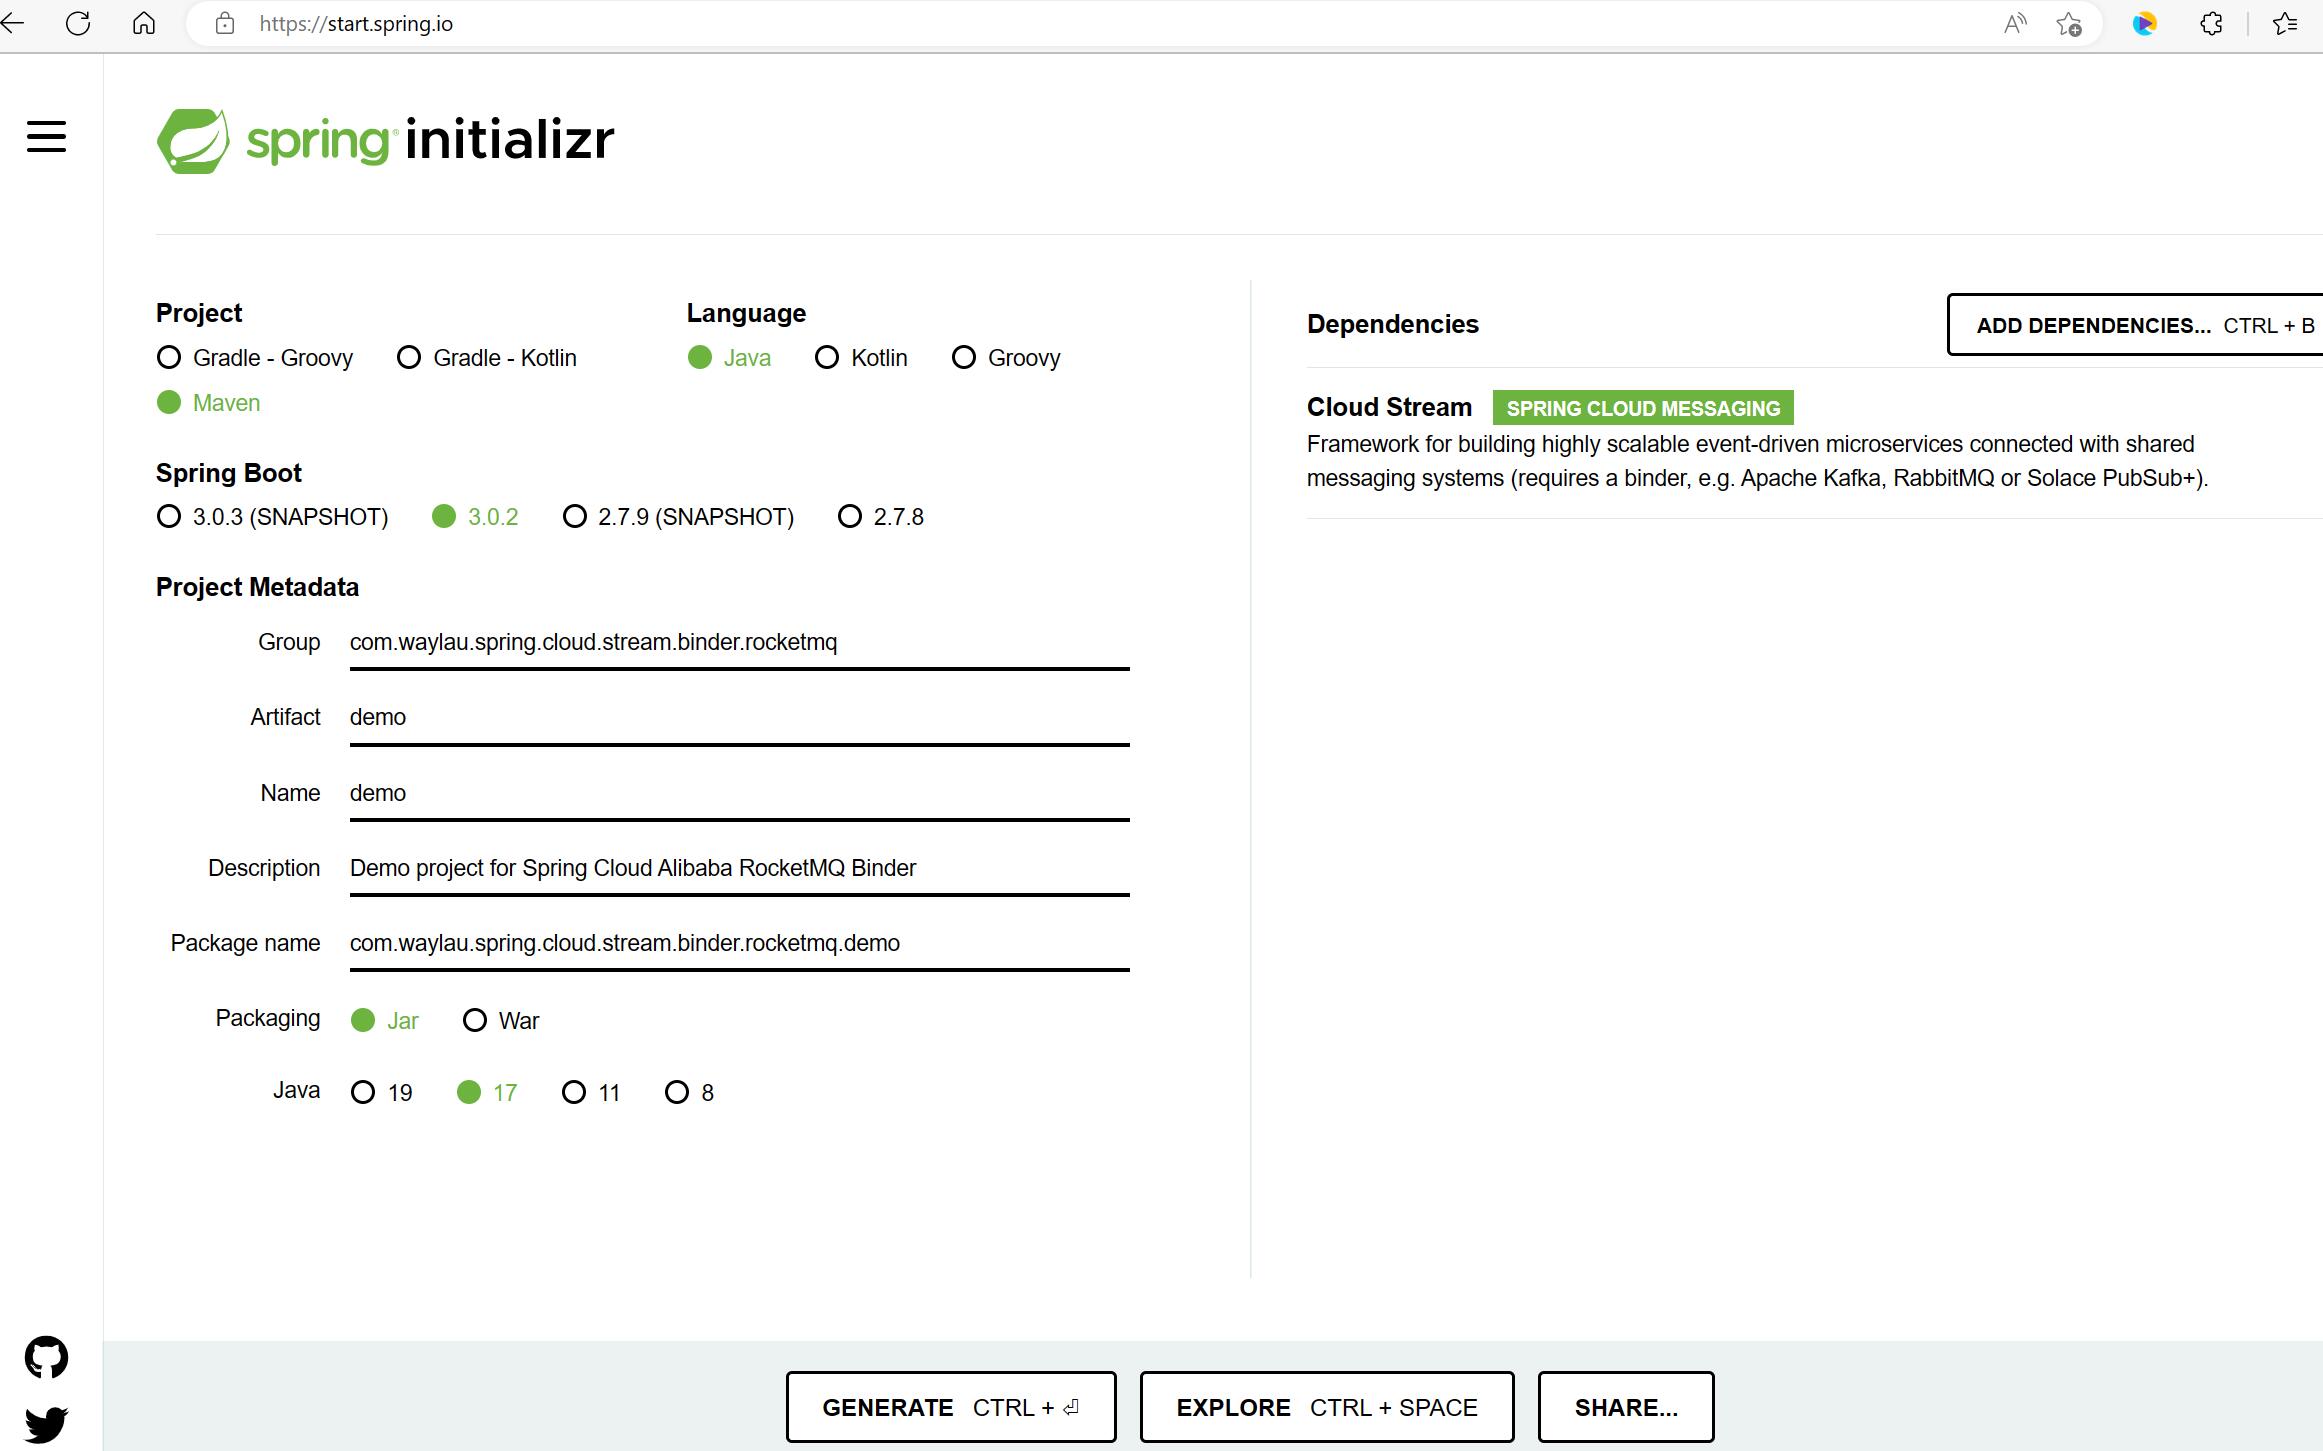 https://start.spring.io
spring initializr
Project
Gradle - Groovy Gradle - Kotlin
Maven
Language
Java Kotlin Groovy
Spring Boot
3.0.3 (SNAPSHOT) 3.0.2 2.7.9 (SNAPSHOT) 2.7.8
Project Metadata
Group com.waylau.spring.cloud.stream.binder.rocketmq
Artifact demo
Name demo
Description Demo project for Spring Cloud Alibaba RocketMQ Binder
Package name com.waylau.spring.cloud.stream.binder.rocketmq.demo
Packaging Jar War
Java 19 17 11 8
Dependencies ADD DEPENDENCIES... CTRL + B
Cloud Stream SPRING CLOUD MESSAGING
Framework for building highly scalable event-driven microservices connected with shared
messaging systems (requires a binder, e.g. Apache Kafka, RabbitMQ or Solace PubSub+).
GENERATE CTRL + ⏎ EXPLORE CTRL + SPACE SHARE...